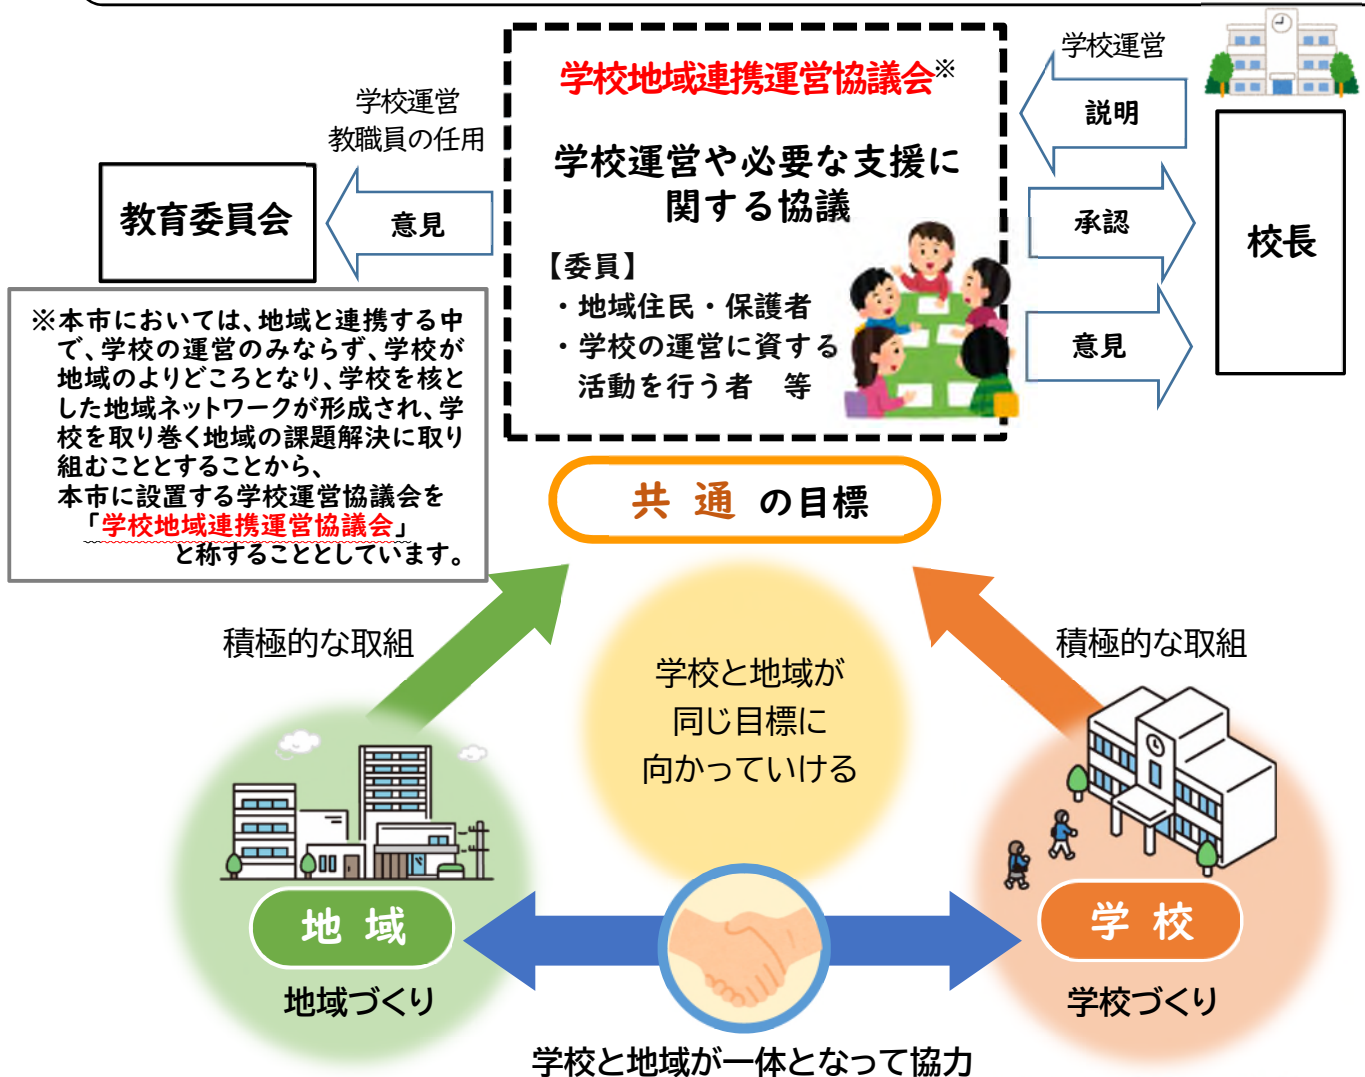 学校地域連携運営協議会※
学校運営や必要な支援に
関する協議
【委員】
・地域住民・保護者
・学校の運営に資する
活動を行う者　等
学校運営
教職員の任用
意見
教育委員会
学校運営
説明
承認
意見
校長
※本市においては、地域と連携する中
で、学校の運営のみならず、学校が
地域のよりどころとなり、学校を核と
した地域ネットワークが形成され、学
校を取り巻く地域の課題解決に取り
組むこととすることから、
本市に設置する学校運営協議会を
「学校地域連携運営協議会」
と称することとしています。
共 通 の目標
積極的な取組
積極的な取組
学校と地域が
同じ目標に
向かっていける
地 域
学 校
地域づくり
学校づくり
学校と地域が一体となって協力